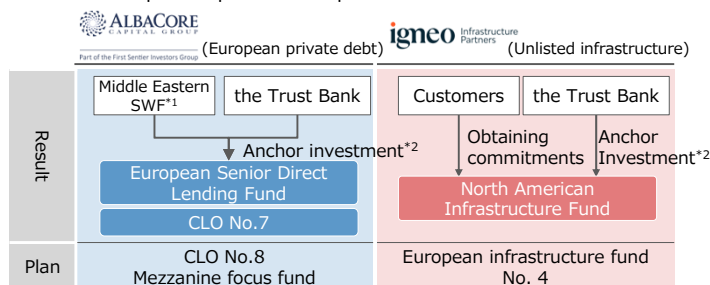 ALBACORE
CAPITAL GROUP
Part of the First Sentier Investors Group
(European private debt)
igneo Infrastructure
Partners
(Unlisted infrastructure)
Result
Middle Eastern
SWF*1
the Trust Bank
Anchor investment*2
European Senior Direct
Lending Fund
CLO No.7
Customers
the Trust Bank
Obtaining
commitments
Anchor
Investment*2
North American
Infrastructure Fund
Plan
CLO No.8
Mezzanine focus fund
European infrastructure fund
No. 4